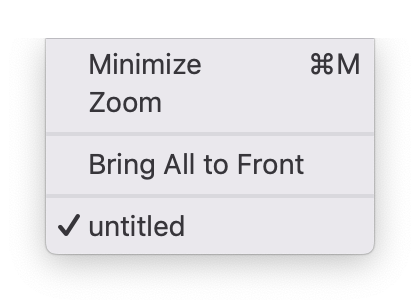 Minimize ⌘M
Zoom
Bring All to Front
✓ untitled